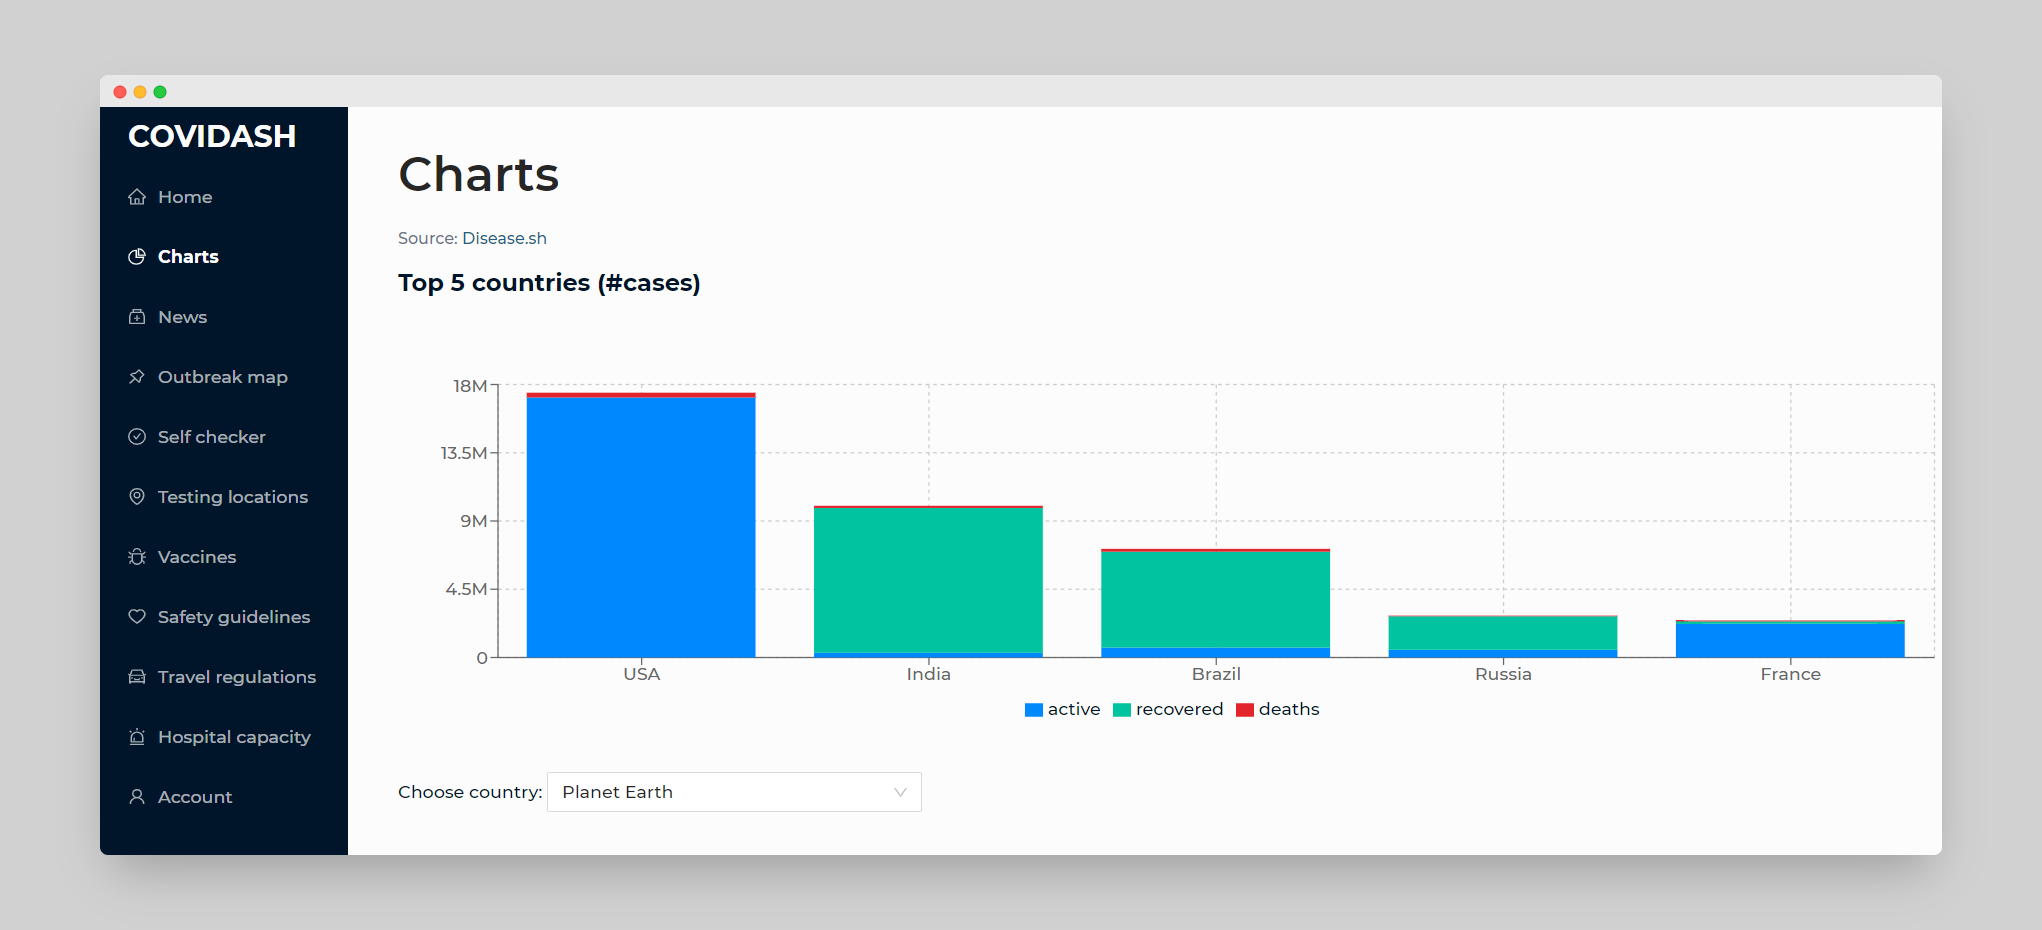 COVIDASH
Home
Charts
News
Outbreak map
Self checker
Testing locations
Vaccines
Safety guidelines
Travel regulations
Hospital capacity
Account
Charts
Source: Disease.sh
Top 5 countries (#cases)
18M
13.5M
9M
4.5M
0
USA India Brazil Russia France
active recovered deaths
Choose country: Planet Earth